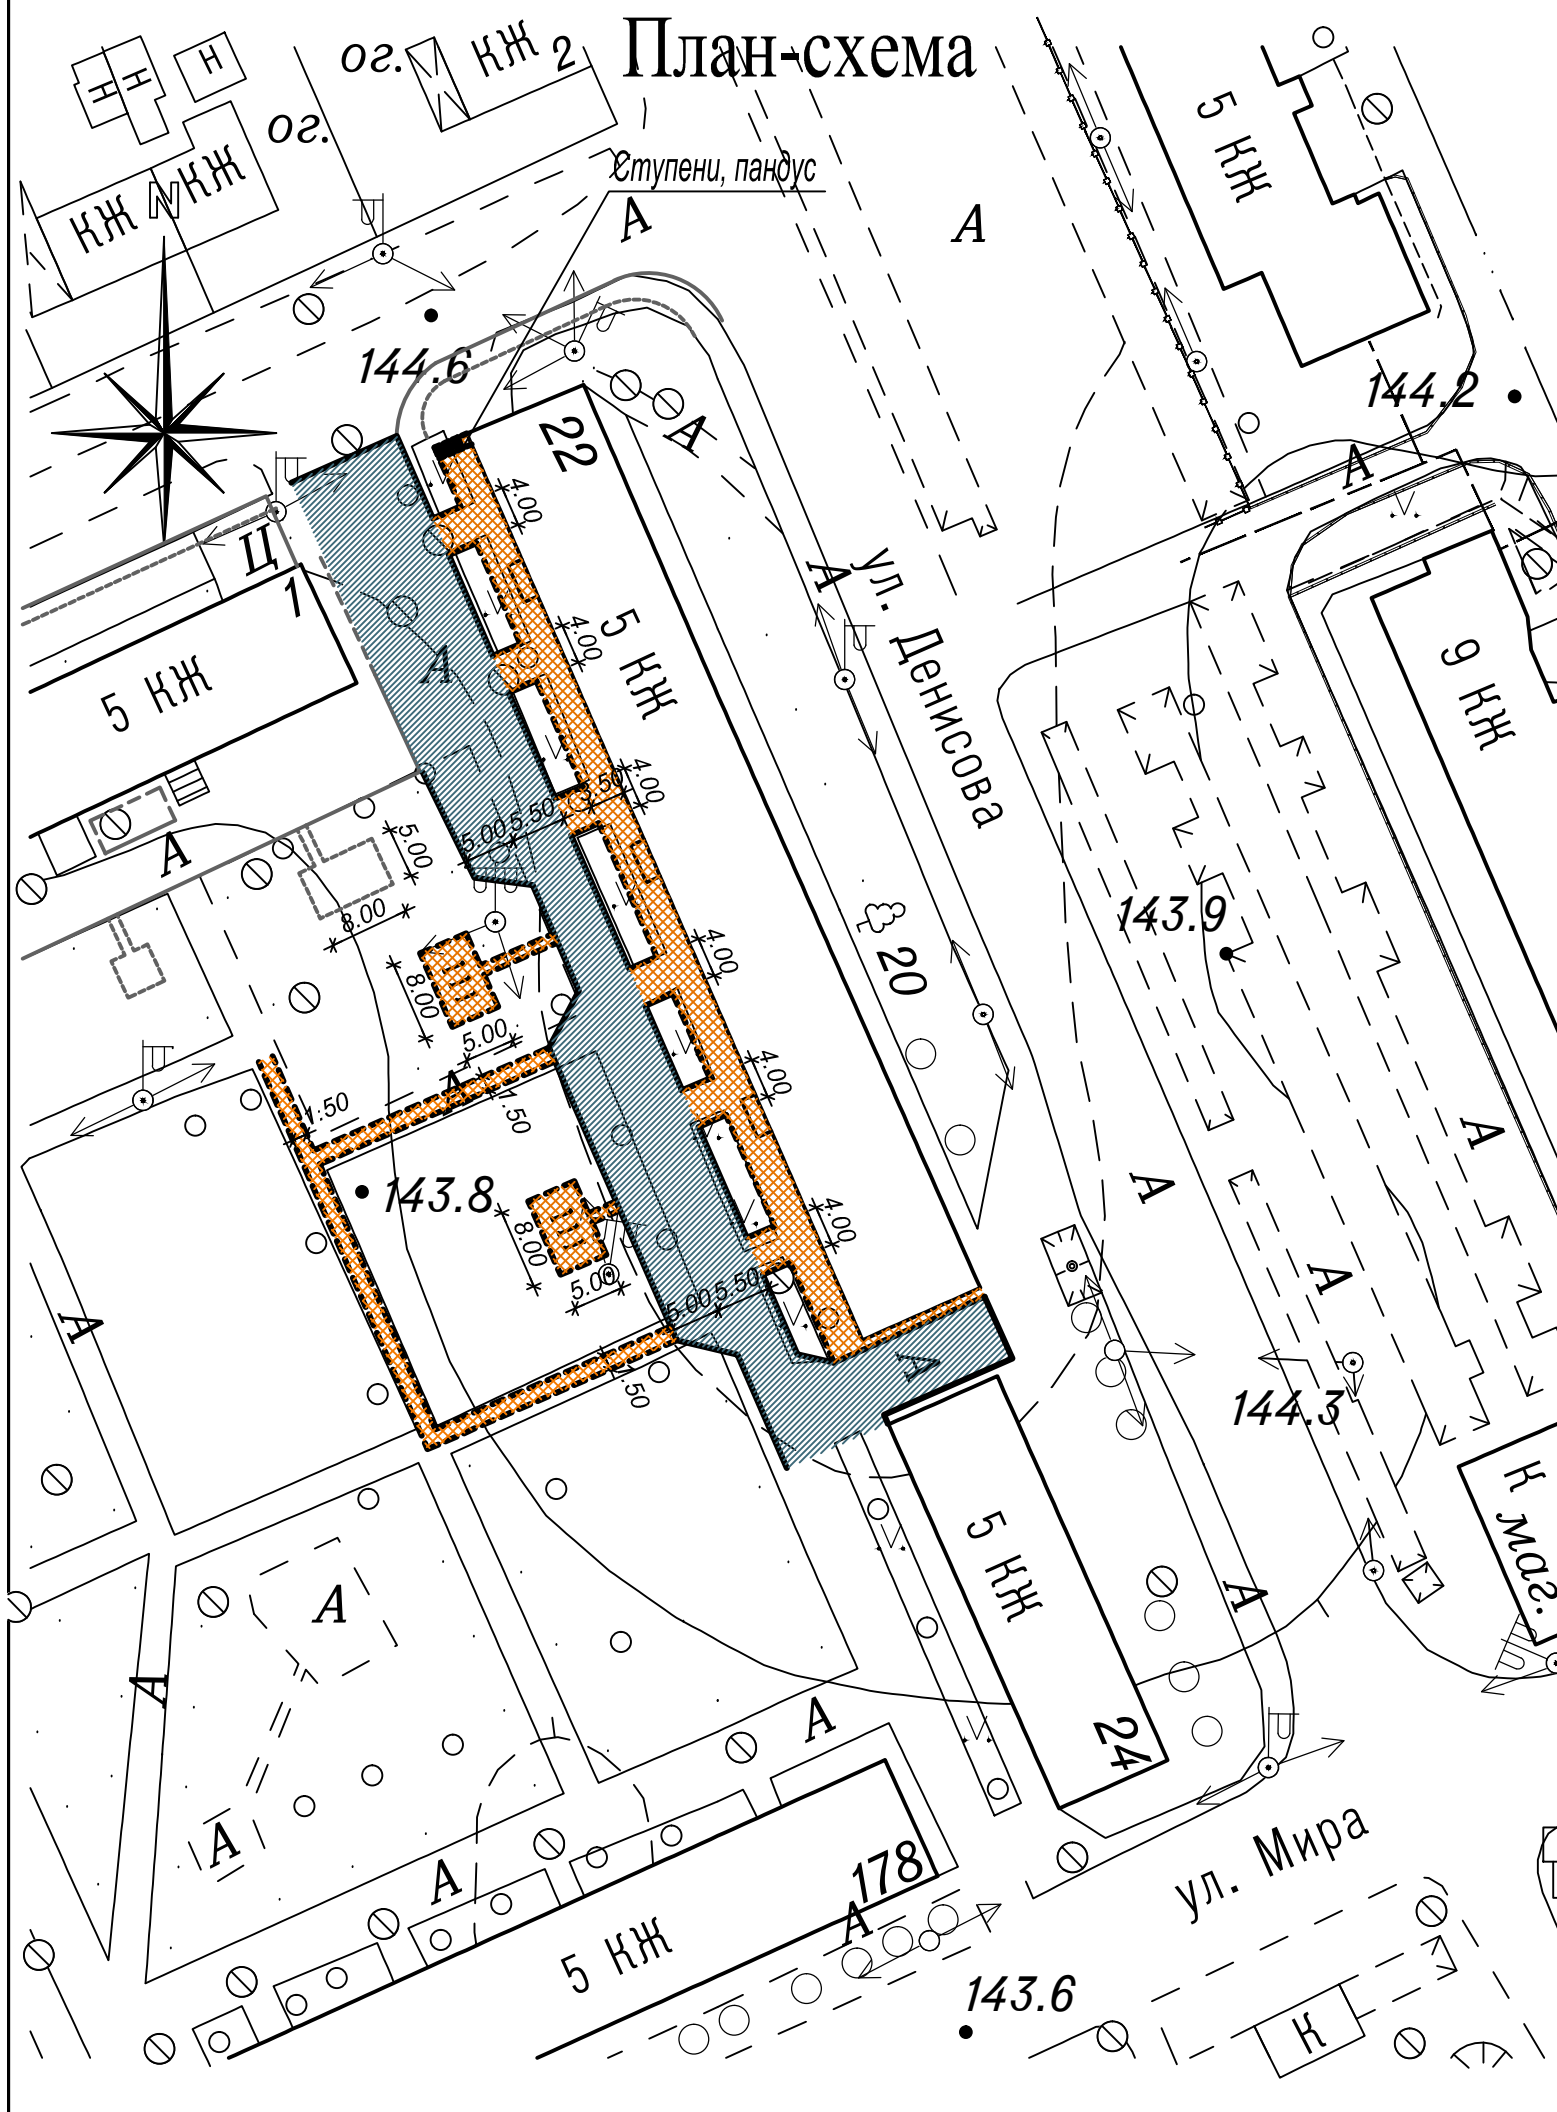 План-схема
ог.
КЖ
2
Н
Н
Н
ог.
КЖ
КЖ
N
Ступени, пандус
А
А
5 КЖ
144.6
144.2
22
А
А
4.00
Ц
1
А
ул. Денисова
5 КЖ
4.00
5 КЖ
А
9 КЖ
4.00
3.50
5.50
5.00
5.00
А
8.00
143.9
20
4.00
8.00
5.00
4.00
А
1.50
1.50
А
143.8
А
4.00
8.00
5.00
5.00
5.50
А
А
А
1.50
144.3
К маг.
5 КЖ
А
А
А
А
24
А
А
178
А
5 КЖ
ул. Мира
143.6
К